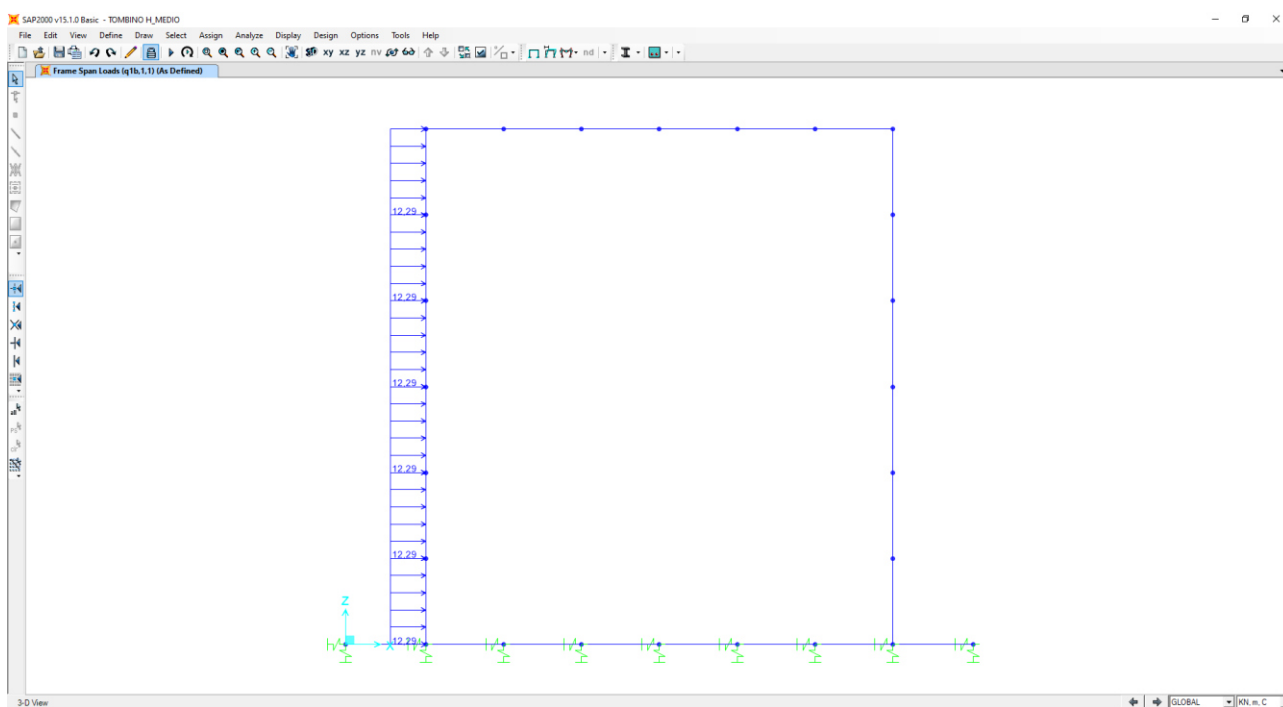 SAP2000 v15.1.0 Basic - TOMBINO H_MEDIO
File Edit View Define Draw Select Assign Analyze Display Design Options Tools Help
xy xz yz nv nd
Frame Span Loads (q1b,1,1) (As Defined)
12,29
12,29
12,29
12,29
12,29
Z
12,29
X
3-D View
GLOBAL
KN, m, C